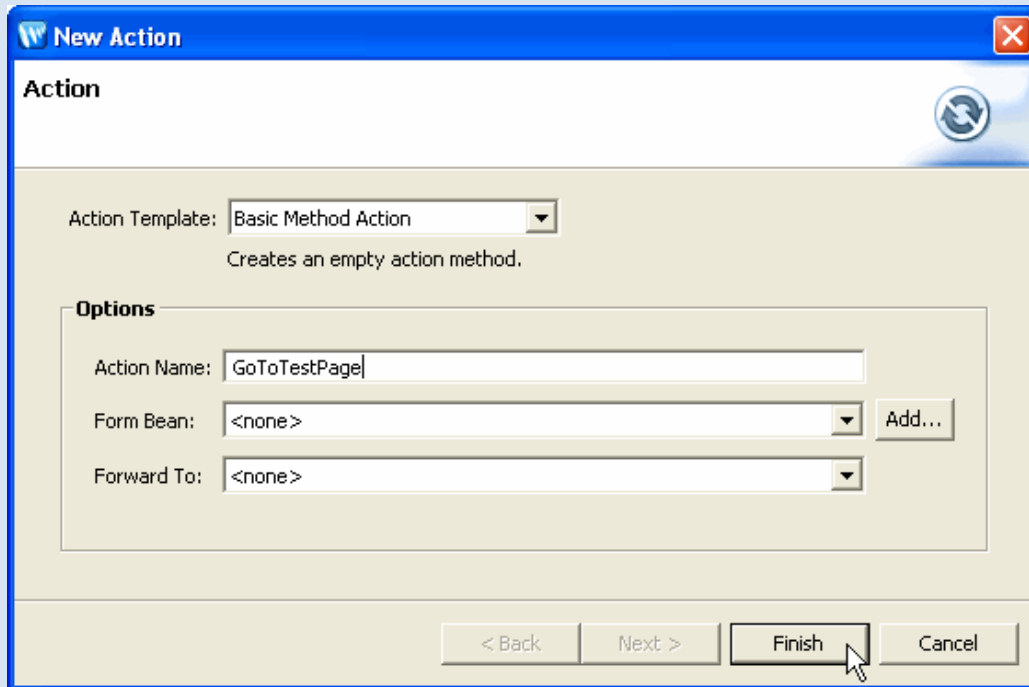 New Action
Action
Action Template: Basic Method Action
Creates an empty action method.
Options
Action Name: GoToTestPage
Form Bean: <none> Add...
Forward To: <none>
< Back Next > Finish Cancel